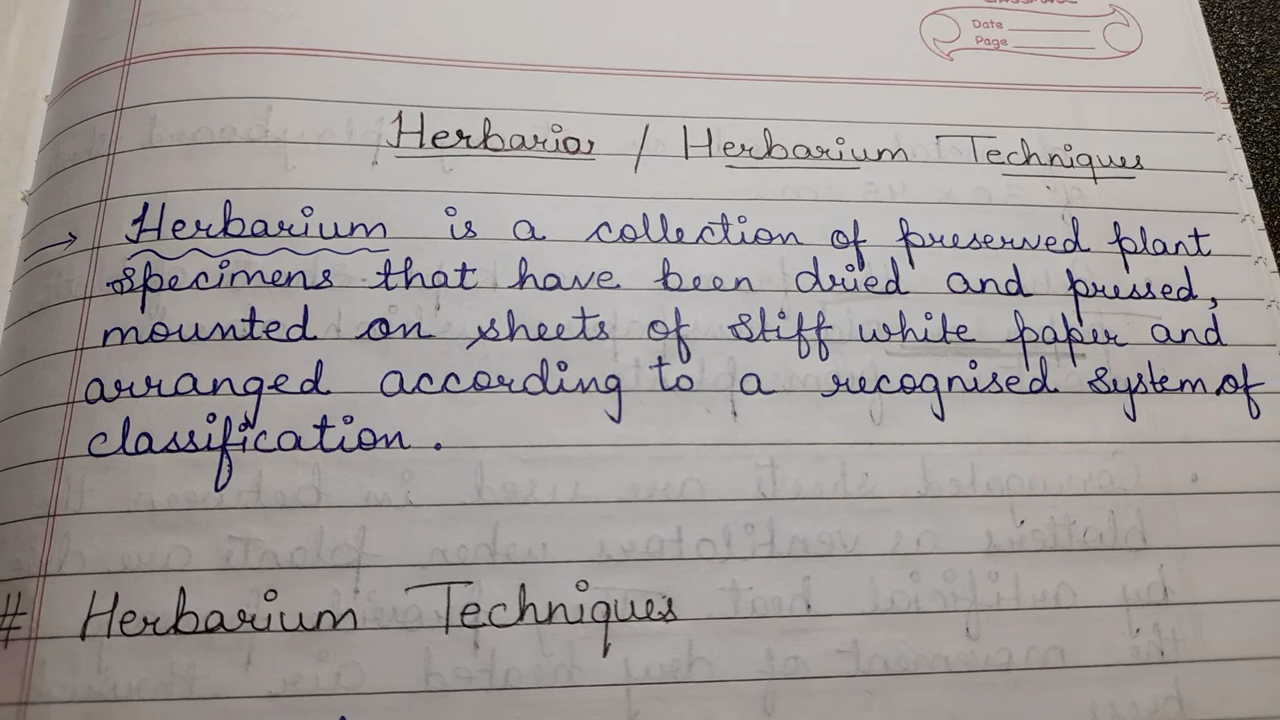 Date
Page
Herbaria / Herbarium Techniques
→ Herbarium is a collection of preserved plant
specimens that have been dried and pressed,
mounted on sheets of stiff white paper and
arranged according to a recognised system of
classification.
# Herbarium Techniques